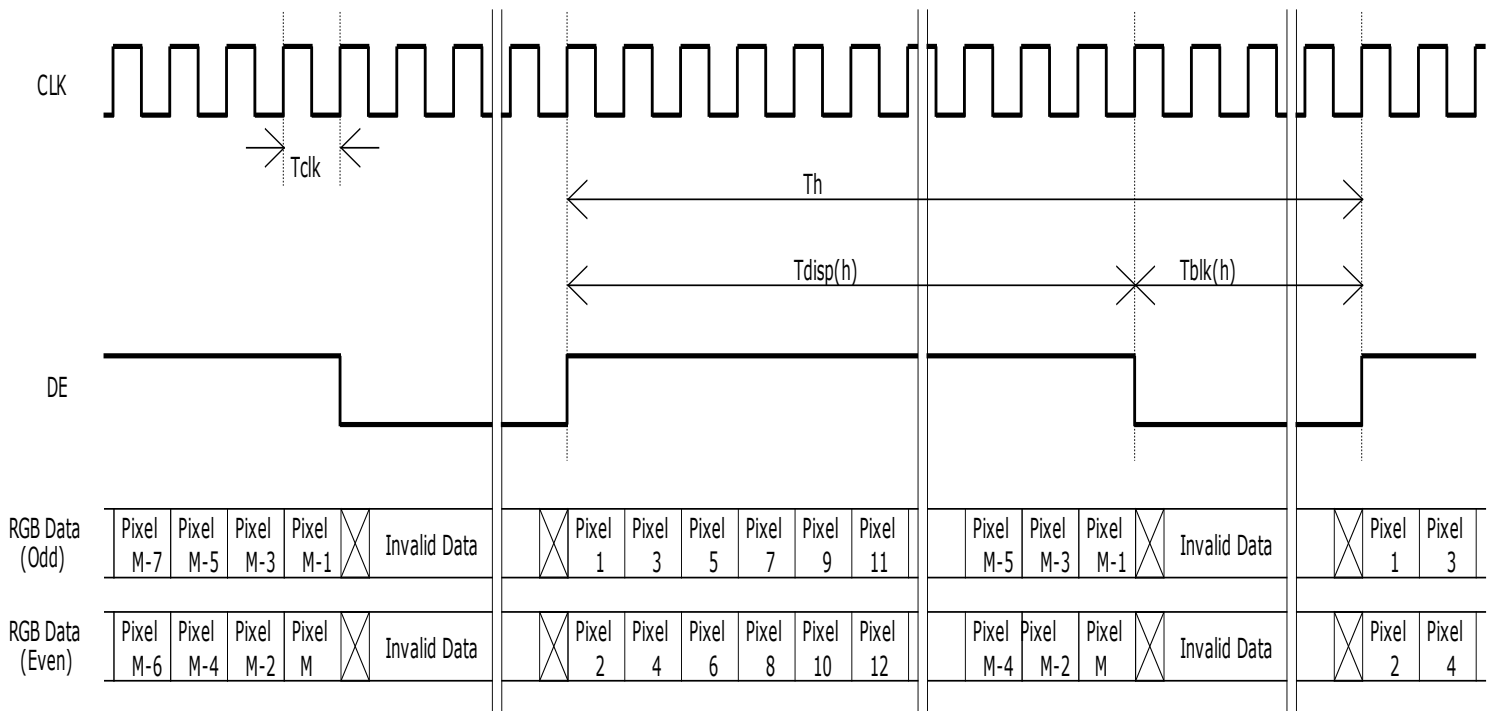 CLK
Tclk
Th
Tdisp(h)
Tblk(h)
DE
RGB Data
(Odd)
Pixel
M-7
Pixel
M-5
Pixel
M-3
Pixel
M-1
Invalid Data
Pixel
1
Pixel
3
Pixel
5
Pixel
7
Pixel
9
Pixel
11
Pixel
M-5
Pixel
M-3
Pixel
M-1
Invalid Data
Pixel
1
Pixel
3
RGB Data
(Even)
Pixel
M-6
Pixel
M-4
Pixel
M-2
Pixel
M
Invalid Data
Pixel
2
Pixel
4
Pixel
6
Pixel
8
Pixel
10
Pixel
12
Pixel
M-4
Pixel
M-2
Pixel
M
Invalid Data
Pixel
2
Pixel
4